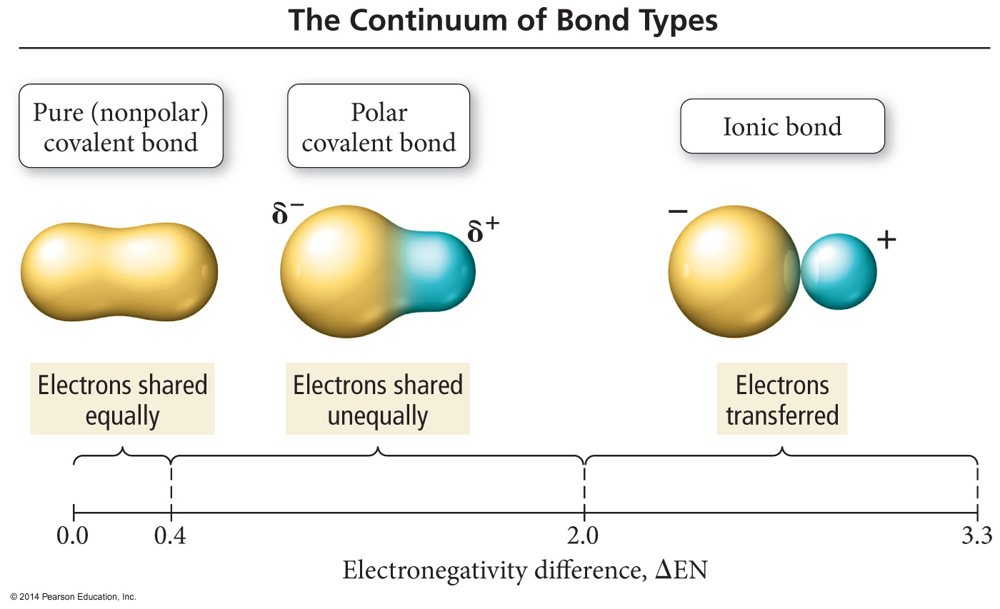 The Continuum of Bond Types
Pure (nonpolar)
covalent bond
Polar
covalent bond
Ionic bond
δ−
δ+
−
+
Electrons shared
equally
Electrons shared
unequally
Electrons
transferred
0.0
0.4
2.0
3.3
Electronegativity difference, ΔEN
© 2014 Pearson Education, Inc.